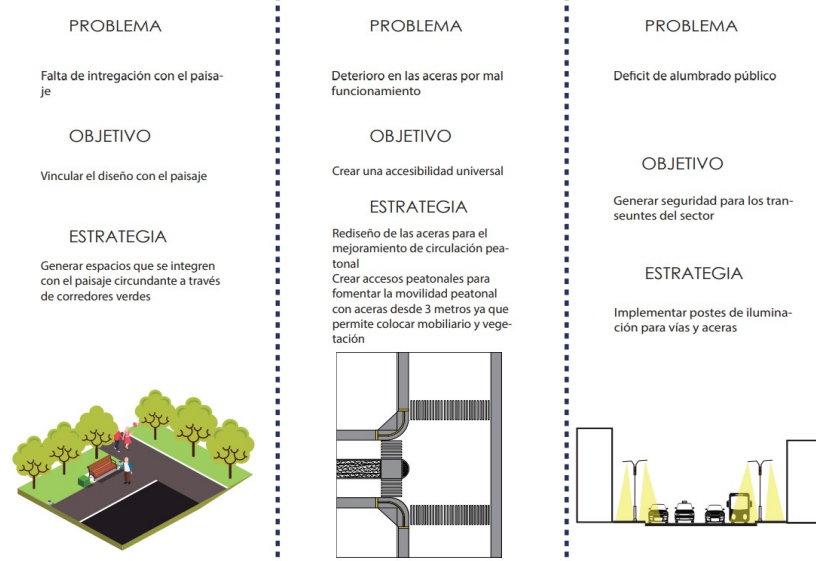 PROBLEMA
Falta de intregación con el paisa-
je
OBJETIVO
Vincular el diseño con el paisaje
ESTRATEGIA
Generar espacios que se integren
con el paisaje circundante a través
de corredores verdes
PROBLEMA
Deterioro en las aceras por mal
funcionamiento
OBJETIVO
Crear una accesibilidad universal
ESTRATEGIA
Rediseño de las aceras para el
mejoramiento de circulación pea-
tonal
Crear accesos peatonales para
fomentar la movilidad peatonal
con aceras desde 3 metros ya que
permite colocar mobiliario y vege-
tación
PROBLEMA
Deficit de alumbrado público
OBJETIVO
Generar seguridad para los tran-
seuntes del sector
ESTRATEGIA
Implementar postes de ilumina-
ción para vías y aceras